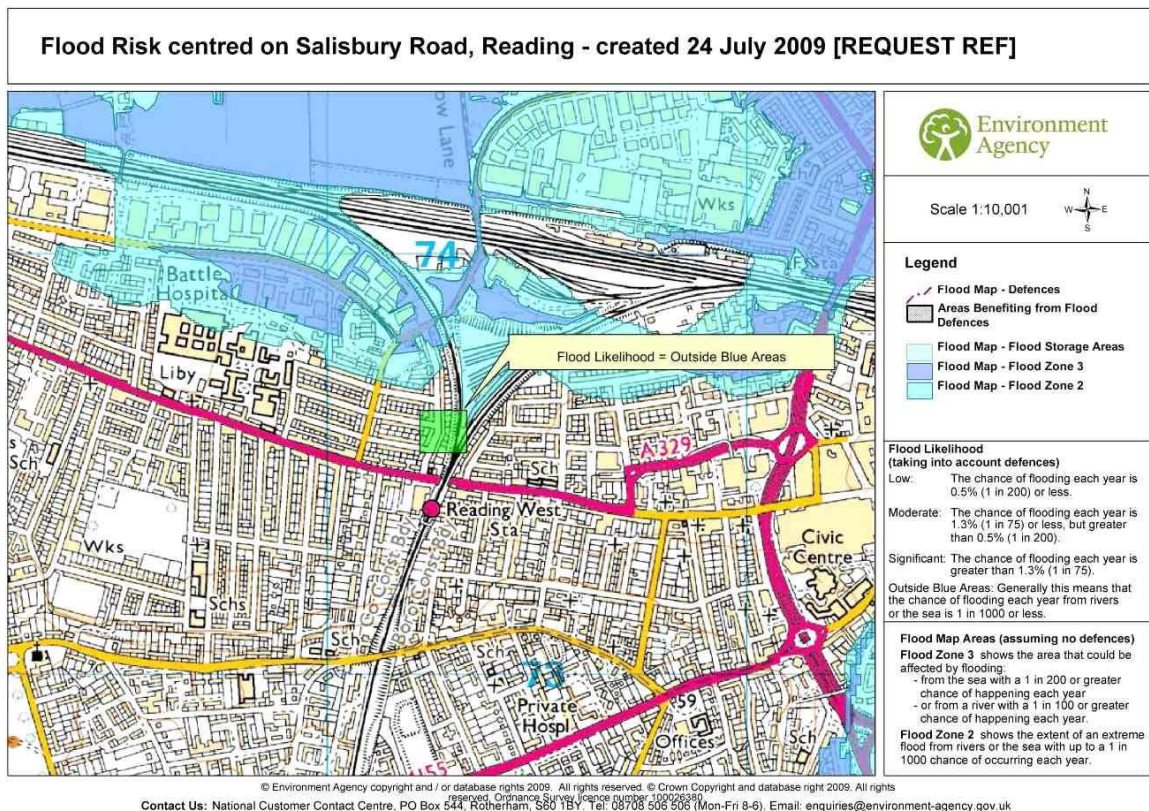 Flood Risk centred on Salisbury Road, Reading - created 24 July 2009 [REQUEST REF]
ow Lane
Wks
74
Battle
Hospital
Flood Likelihood = Outside Blue Areas
Liby
Sch
A 329
Sch
Reading West
Sta
Wks
Civic
Centre
Co Const Bdy
Boro Const Bdy
Schs
Sch
Sch
73
Private
Hospl
59
Offices
Sch
Environment
Agency
Scale 1:10,001
N
W E
S
Legend
Flood Map - Defences
Areas Benefiting from Flood
Defences
Flood Map - Flood Storage Areas
Flood Map - Flood Zone 3
Flood Map - Flood Zone 2
Flood Likelihood
(taking into account defences)
Low: The chance of flooding each year is
0.5% (1 in 200) or less.
Moderate: The chance of flooding each year is
1.3% (1 in 75) or less, but greater
than 0.5% (1 in 200).
Significant: The chance of flooding each year is
greater than 1.3% (1 in 75).
Outside Blue Areas: Generally this means that
the chance of flooding each year from rivers
or the sea is 1 in 1000 or less.
Flood Map Areas (assuming no defences)
Flood Zone 3 shows the area that could be
affected by flooding:
- from the sea with a 1 in 200 or greater
chance of happening each year
- or from a river with a 1 in 100 or greater
chance of happening each year.
Flood Zone 2 shows the extent of an extreme
flood from rivers or the sea with up to a 1 in
1000 chance of occurring each year.
© Environment Agency copyright and / or database rights 2009. All rights reserved. © Crown Copyright and database right 2009. All rights
reserved. Ordnance Survey licence number 100026380.
Contact Us: National Customer Contact Centre, PO Box 544, Rotherham, S60 1BY. Tel: 08708 506 506 (Mon-Fri 8-6). Email: enquiries@environment-agency.gov.uk